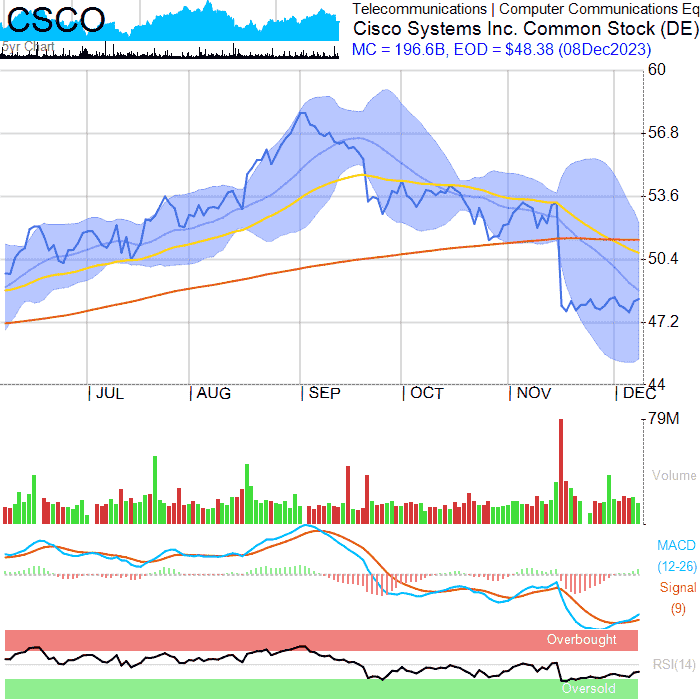 CSCO
5yr Chart
Telecommunications | Computer Communications Eq
Cisco Systems Inc. Common Stock (DE)
MC = 196.6B, EOD = $48.38 (08Dec2023)
60
56.8
53.6
50.4
47.2
44
JUL
AUG
SEP
OCT
NOV
DEC
79M
Volume
MACD
(12-26)
Signal
(9)
Overbought
RSI(14)
Oversold